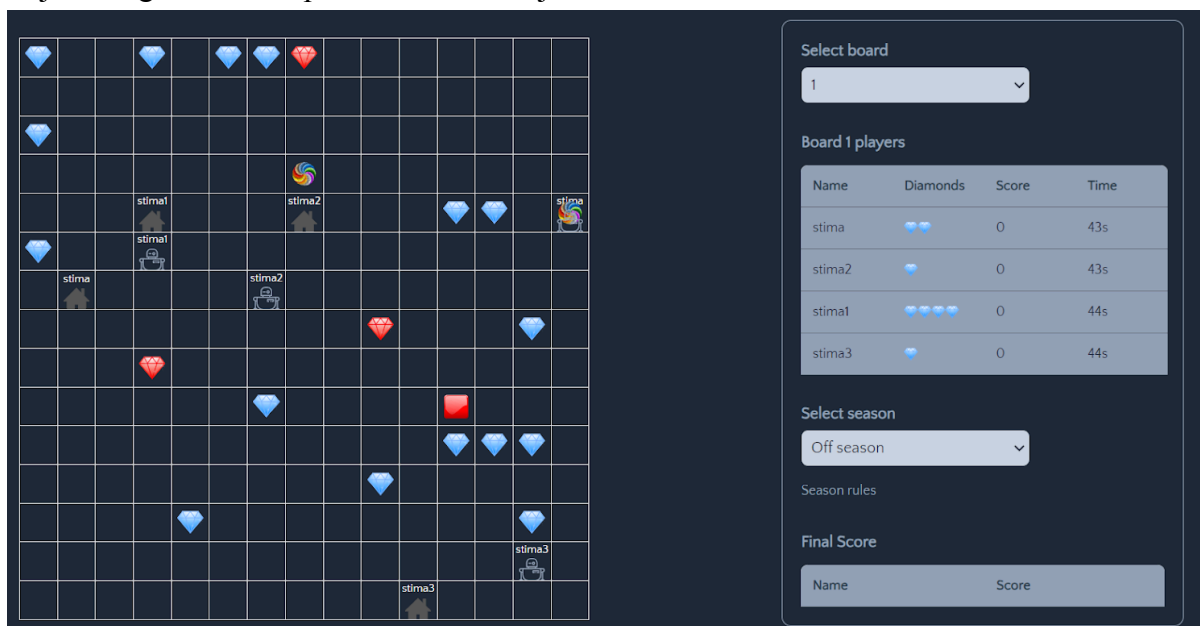 Select board
1
Board 1 players
Name Diamonds Score Time
stima 0 43s
stima2 0 43s
stima1 0 44s
stima3 0 44s
Select season
Off season
Season rules
Final Score
Name Score
stima1
stima2
stima
stima1
stima
stima2
stima3
stima3